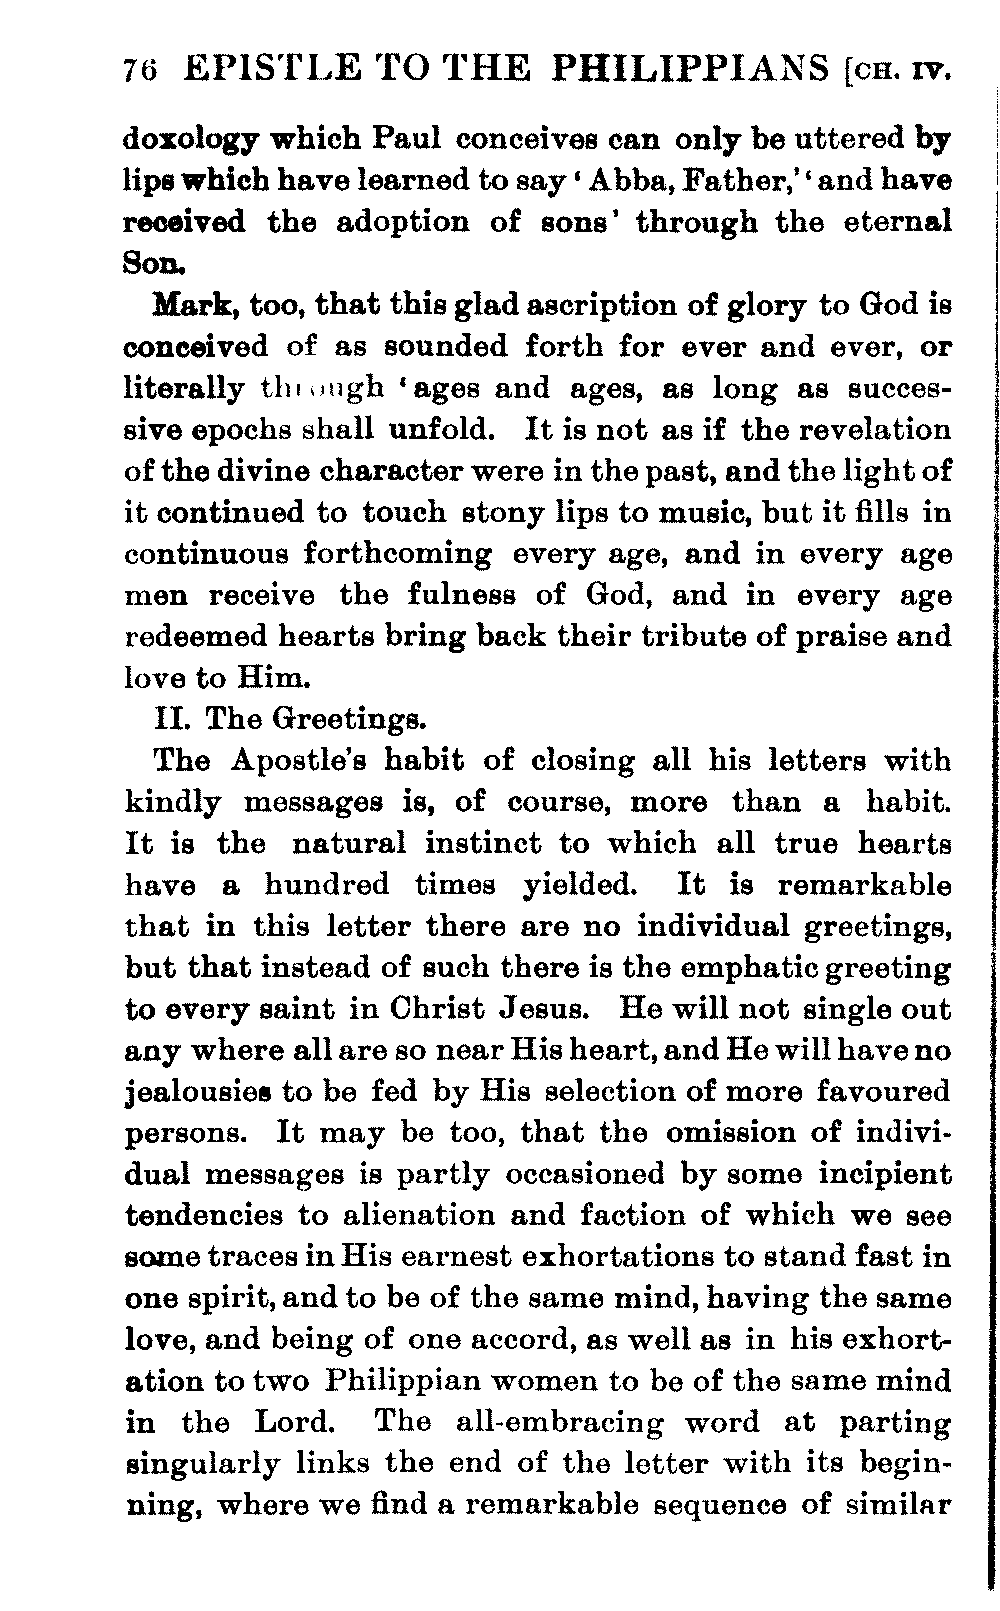 76 EPISTLE TO THE PHILIPPIANS [CH. IV.
doxology which Paul conceives can only be uttered by
lips which have learned to say ‘ Abba, Father,’ ‘ and have
received the adoption of sons’ through the eternal
Son.
Mark, too, that this glad ascription of glory to God is
conceived of as sounded forth for ever and ever, or
literally through ‘ ages and ages, as long as succes-
sive epochs shall unfold. It is not as if the revelation
of the divine character were in the past, and the light of
it continued to touch stony lips to music, but it fills in
continuous forthcoming every age, and in every age
men receive the fulness of God, and in every age
redeemed hearts bring back their tribute of praise and
love to Him.
II. The Greetings.
The Apostle’s habit of closing all his letters with
kindly messages is, of course, more than a habit.
It is the natural instinct to which all true hearts
have a hundred times yielded. It is remarkable
that in this letter there are no individual greetings,
but that instead of such there is the emphatic greeting
to every saint in Christ Jesus. He will not single out
any where all are so near His heart, and He will have no
jealousies to be fed by His selection of more favoured
persons. It may be too, that the omission of indivi-
dual messages is partly occasioned by some incipient
tendencies to alienation and faction of which we see
some traces in His earnest exhortations to stand fast in
one spirit, and to be of the same mind, having the same
love, and being of one accord, as well as in his exhort-
ation to two Philippian women to be of the same mind
in the Lord. The all-embracing word at parting
singularly links the end of the letter with its begin-
ning, where we find a remarkable sequence of similar